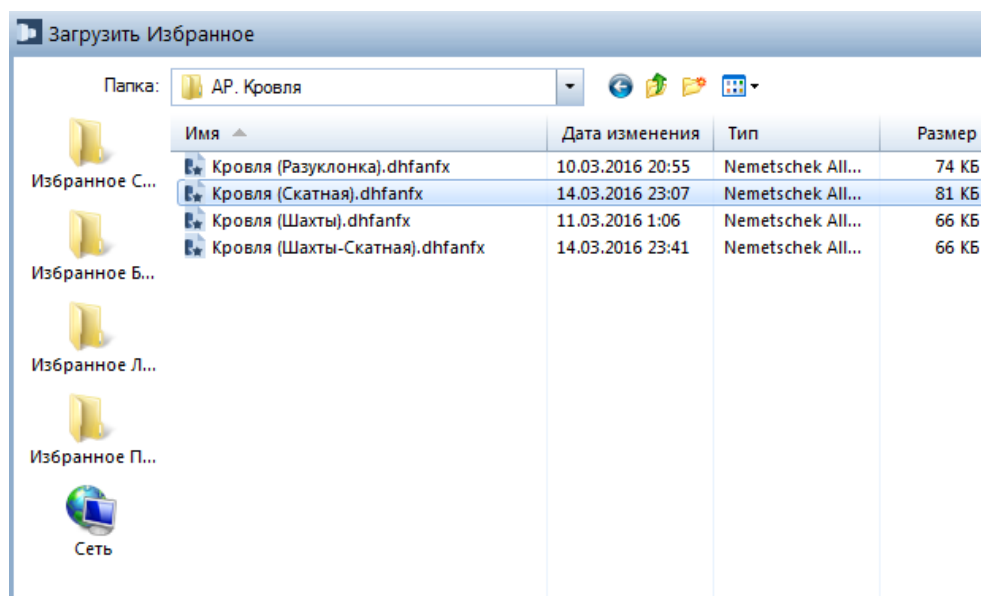 Загрузить Избранное
Папка: АР. Кровля
Имя Дата изменения Тип Размер
Кровля (Разуклонка).dhfanfx 10.03.2016 20:55 Nemetschek All... 74 КБ
Кровля (Скатная).dhfanfx 14.03.2016 23:07 Nemetschek All... 81 КБ
Кровля (Шахты).dhfanfx 11.03.2016 1:06 Nemetschek All... 66 КБ
Кровля (Шахты-Скатная).dhfanfx 14.03.2016 23:41 Nemetschek All... 66 КБ
Избранное С...
Избранное Б...
Избранное Л...
Избранное П...
Сеть